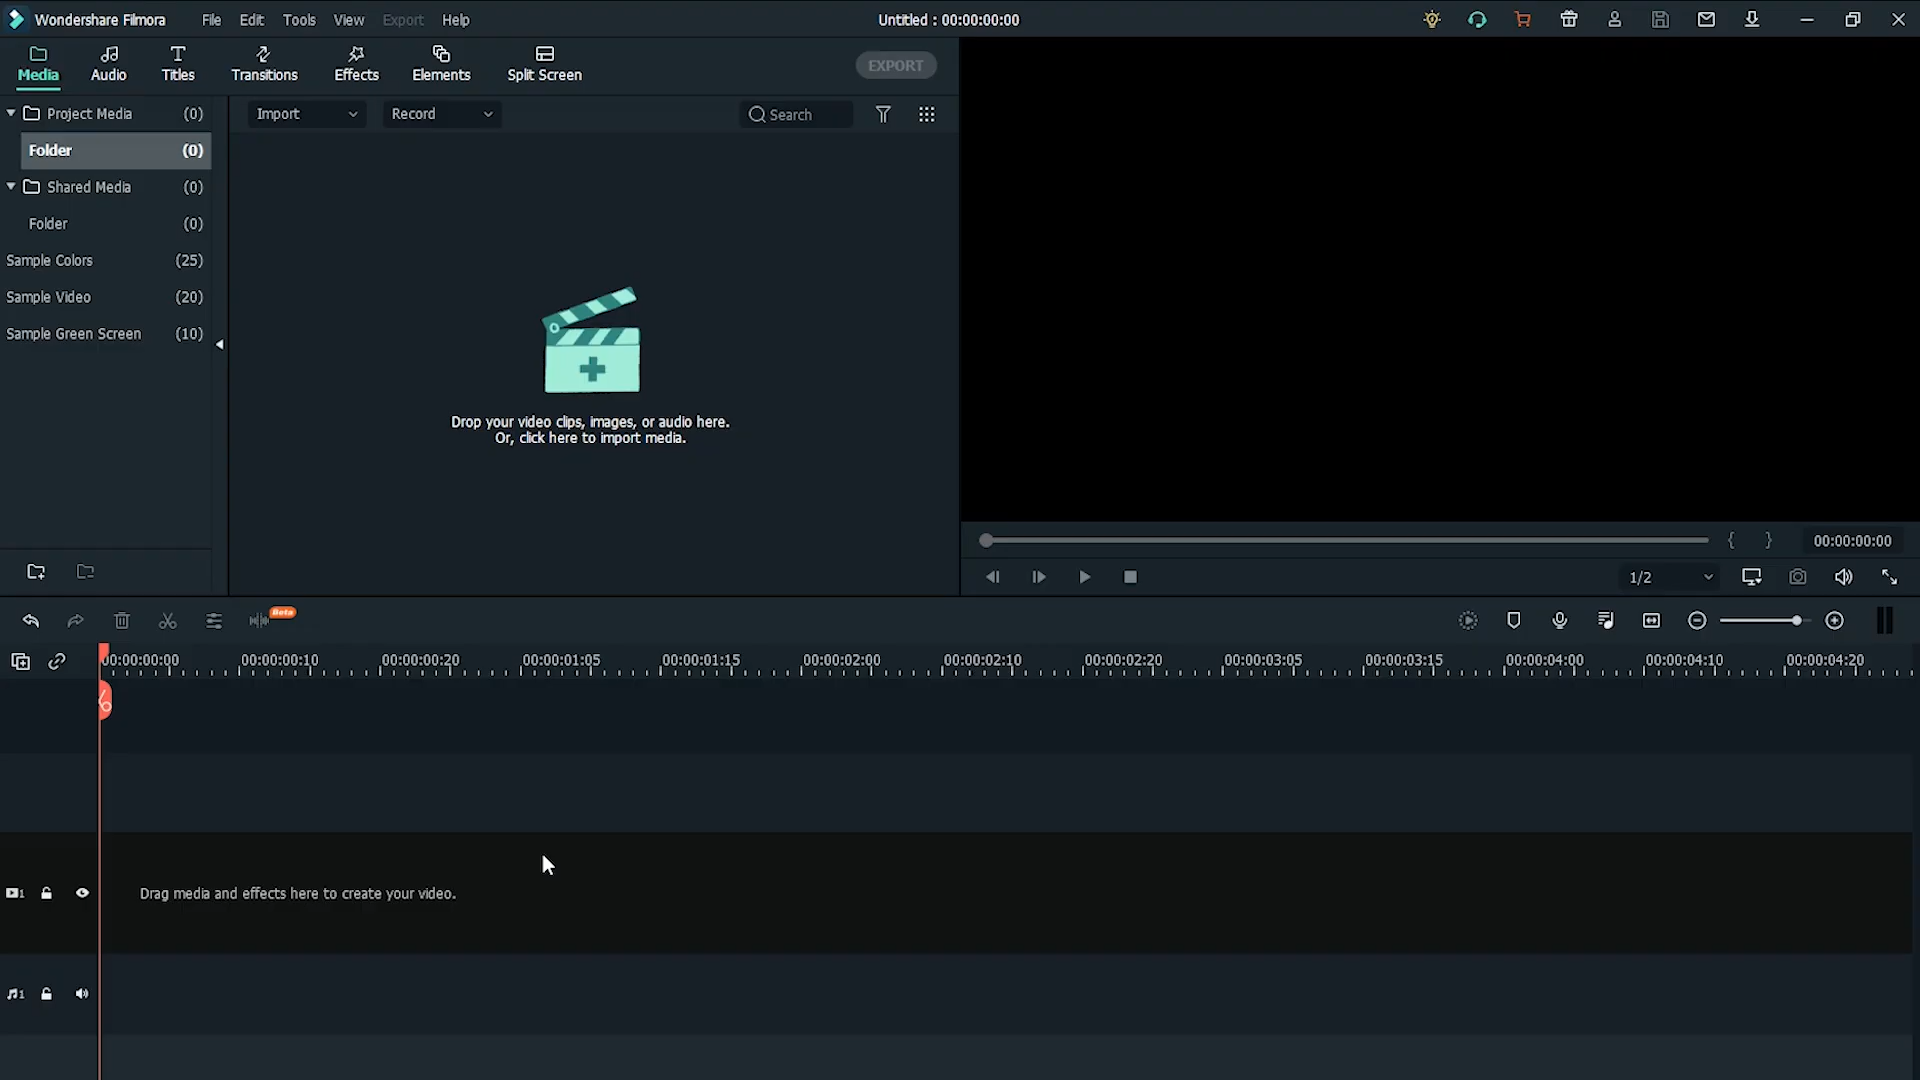 Wondershare Filmora File Edit Tools View Export Help Untitled : 00:00:00:00
Media Audio Titles Transitions Effects Elements Split Screen EXPORT
Project Media (0)
Folder (0)
Shared Media (0)
Folder (0)
Sample Colors (25)
Sample Video (20)
Sample Green Screen (10)
Import Record Search
Drop your video clips, images, or audio here.
Or, click here to import media.
{ } 00:00:00:00
1/2
Beta
00:00:00:00 00:00:00:10 00:00:00:20 00:00:01:05 00:00:01:15 00:00:02:00 00:00:02:10 00:00:02:20 00:00:03:05 00:00:03:15 00:00:04:00 00:00:04:10 00:00:04:20
1 Drag media and effects here to create your video.
1